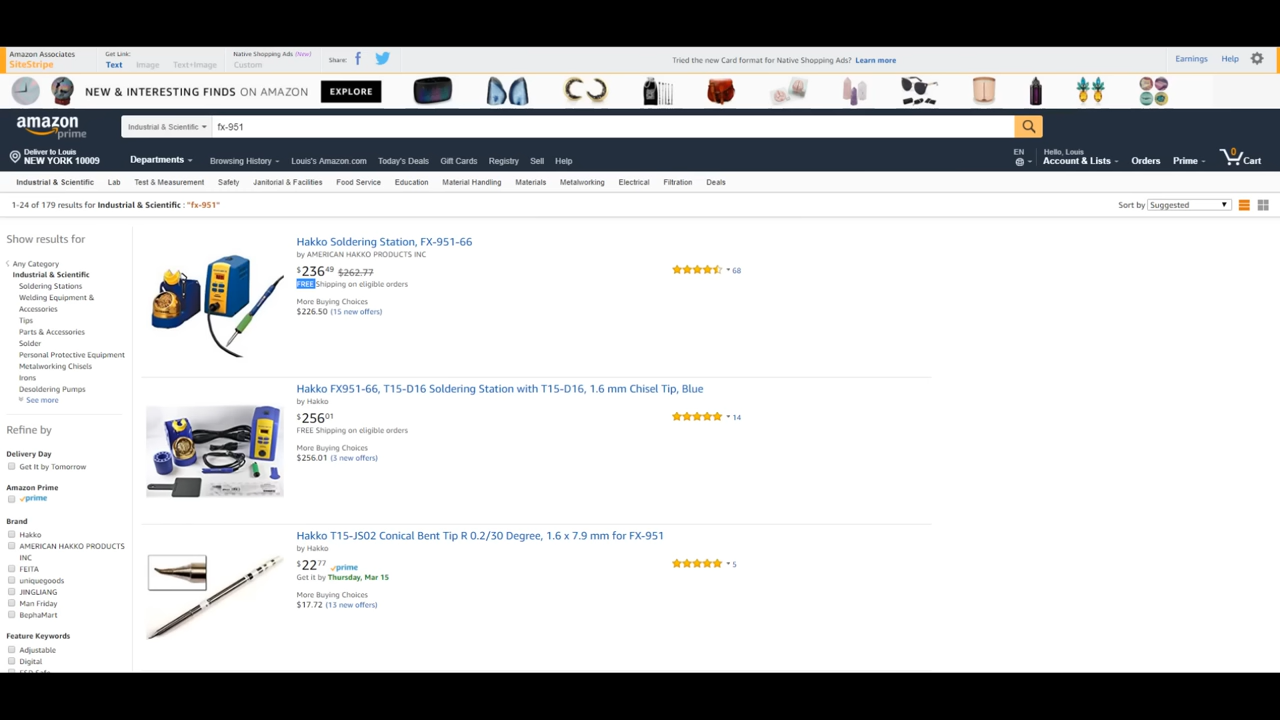 Amazon Associates
SiteStripe
Get Link:
Text Image Text+Image
Native Shopping Ads (New)
Custom
Share:
Tried the new Card format for Native Shopping Ads? Learn more
Earnings Help
NEW & INTERESTING FINDS ON AMAZON EXPLORE
amazon prime
Industrial & Scientific fx-951
Deliver to Louis
NEW YORK 10009
Departments Browsing History Louis's Amazon.com Today's Deals Gift Cards Registry Sell Help
EN
Hello, Louis
Account & Lists Orders Prime 0 Cart
Industrial & Scientific Lab Test & Measurement Safety Janitorial & Facilities Food Service Education Material Handling Materials Metalworking Electrical Filtration Deals
1-24 of 179 results for Industrial & Scientific : "fx-951"
Sort by Suggested
Show results for
Any Category
Industrial & Scientific
Soldering Stations
Welding Equipment &
Accessories
Tips
Parts & Accessories
Solder
Personal Protective Equipment
Metalworking Chisels
Irons
Desoldering Pumps
See more
Refine by
Delivery Day
Get It by Tomorrow
Amazon Prime
prime
Brand
Hakko
AMERICAN HAKKO PRODUCTS
INC
FEITA
uniquegoods
JINGLIANG
Man Friday
BephaMart
Feature Keywords
Adjustable
Digital
Hakko Soldering Station, FX-951-66
by AMERICAN HAKKO PRODUCTS INC
$236 49 $262.77
FREE Shipping on eligible orders
More Buying Choices
$226.50 (15 new offers)
68
Hakko FX951-66, T15-D16 Soldering Station with T15-D16, 1.6 mm Chisel Tip, Blue
by Hakko
$256 01
FREE Shipping on eligible orders
More Buying Choices
$256.01 (3 new offers)
14
Hakko T15-JS02 Conical Bent Tip R 0.2/30 Degree, 1.6 x 7.9 mm for FX-951
by Hakko
$22 77 prime
Get it by Thursday, Mar 15
More Buying Choices
$17.72 (13 new offers)
5